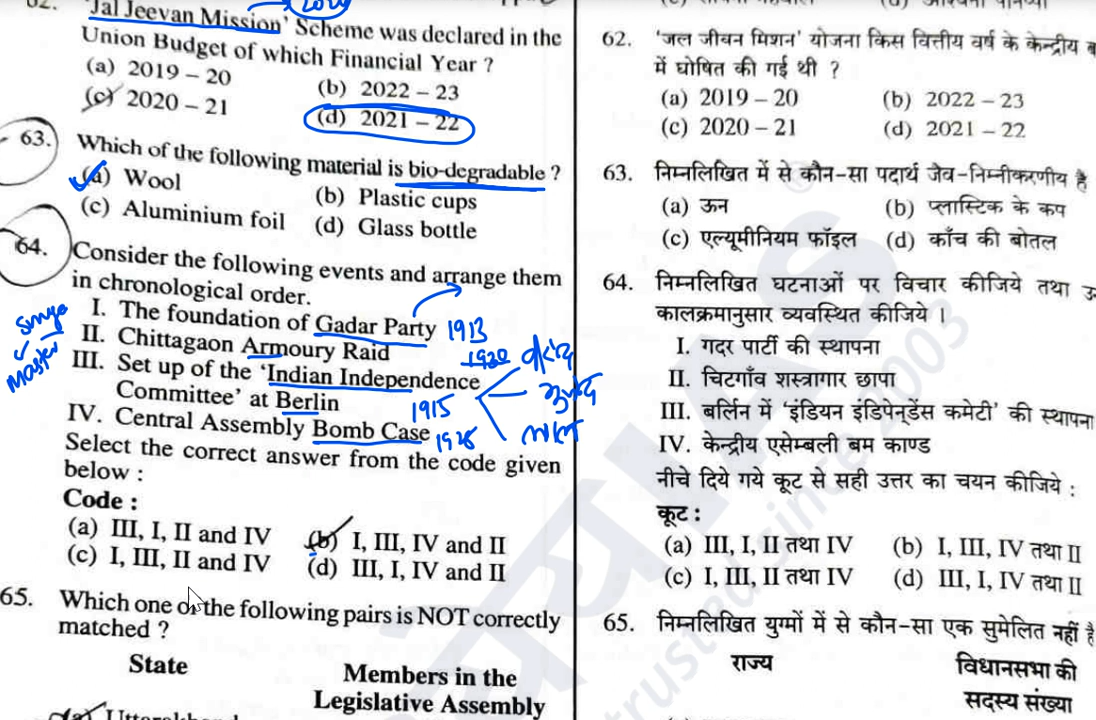 62. 'Jal Jeevan Mission' Scheme was declared in the
Union Budget of which Financial Year ?
(a) 2019 – 20
(b) 2022 – 23
(c) 2020 – 21
(d) 2021 – 22
63. Which of the following material is bio-degradable ?
(a) Wool
(b) Plastic cups
(c) Aluminium foil
(d) Glass bottle
64. Consider the following events and arrange them
in chronological order.
I. The foundation of Gadar Party 1913
II. Chittagaon Armoury Raid 1930
III. Set up of the 'Indian Independence
Committee' at Berlin 1915
IV. Central Assembly Bomb Case
Select the correct answer from the code given
below :
Code :
(a) III, I, II and IV
(b) I, III, IV and II
(c) I, III, II and IV
(d) III, I, IV and II
65. Which one of the following pairs is NOT correctly
matched ?
State
Members in the
Legislative Assembly
(a) Uttarakhand
62. 'जल जीवन मिशन' योजना किस वित्तीय वर्ष के केन्द्रीय
में घोषित की गई थी ?
(a) 2019 – 20
(b) 2022 – 23
(c) 2020 – 21
(d) 2021 – 22
63. निम्नलिखित में से कौन-सा पदार्थ जैव-निम्नीकरणीय है
(a) ऊन
(b) प्लास्टिक के कप
(c) एल्यूमीनियम फॉइल
(d) काँच की बोतल
64. निम्नलिखित घटनाओं पर विचार कीजिये तथा
कालक्रमानुसार व्यवस्थित कीजिये ।
I. गदर पार्टी की स्थापना
II. चिटगाँव शस्त्रागार छापा
III. बर्लिन में 'इंडियन इंडिपेन्डेंस कमेटी' की स्थापना
IV. केन्द्रीय एसेम्बली बम काण्ड
नीचे दिये गये कूट से सही उत्तर का चयन कीजिये :
कूट :
(a) III, I, II तथा IV
(b) I, III, IV तथा II
(c) I, III, II तथा IV
(d) III, I, IV तथा II
65. निम्नलिखित युग्मों में से कौन-सा एक सुमेलित नहीं है
राज्य
विधानसभा की
सदस्य संख्या